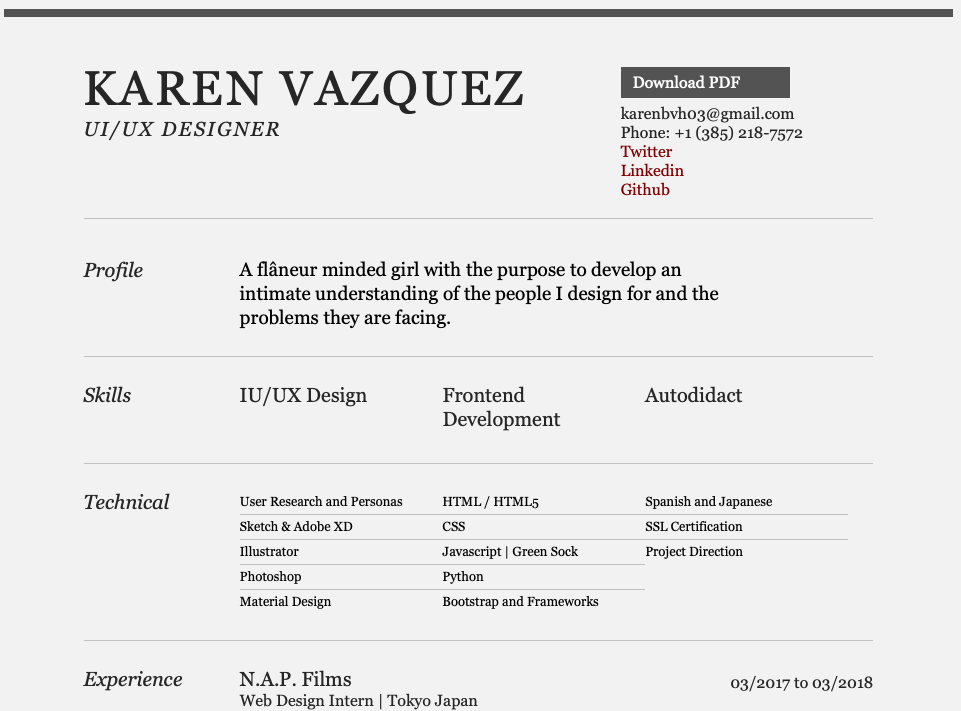 KAREN VAZQUEZ
UI/UX DESIGNER
Download PDF
karenbvh03@gmail.com
Phone: +1 (385) 218-7572
Twitter
Linkedin
Github
Profile
A flâneur minded girl with the purpose to develop an
intimate understanding of the people I design for and the
problems they are facing.
Skills
IU/UX Design
Frontend
Development
Autodidact
Technical
User Research and Personas
Sketch & Adobe XD
Illustrator
Photoshop
Material Design
HTML / HTML5
CSS
Javascript | Green Sock
Python
Bootstrap and Frameworks
Spanish and Japanese
SSL Certification
Project Direction
Experience
N.A.P. Films
Web Design Intern | Tokyo Japan
03/2017 to 03/2018